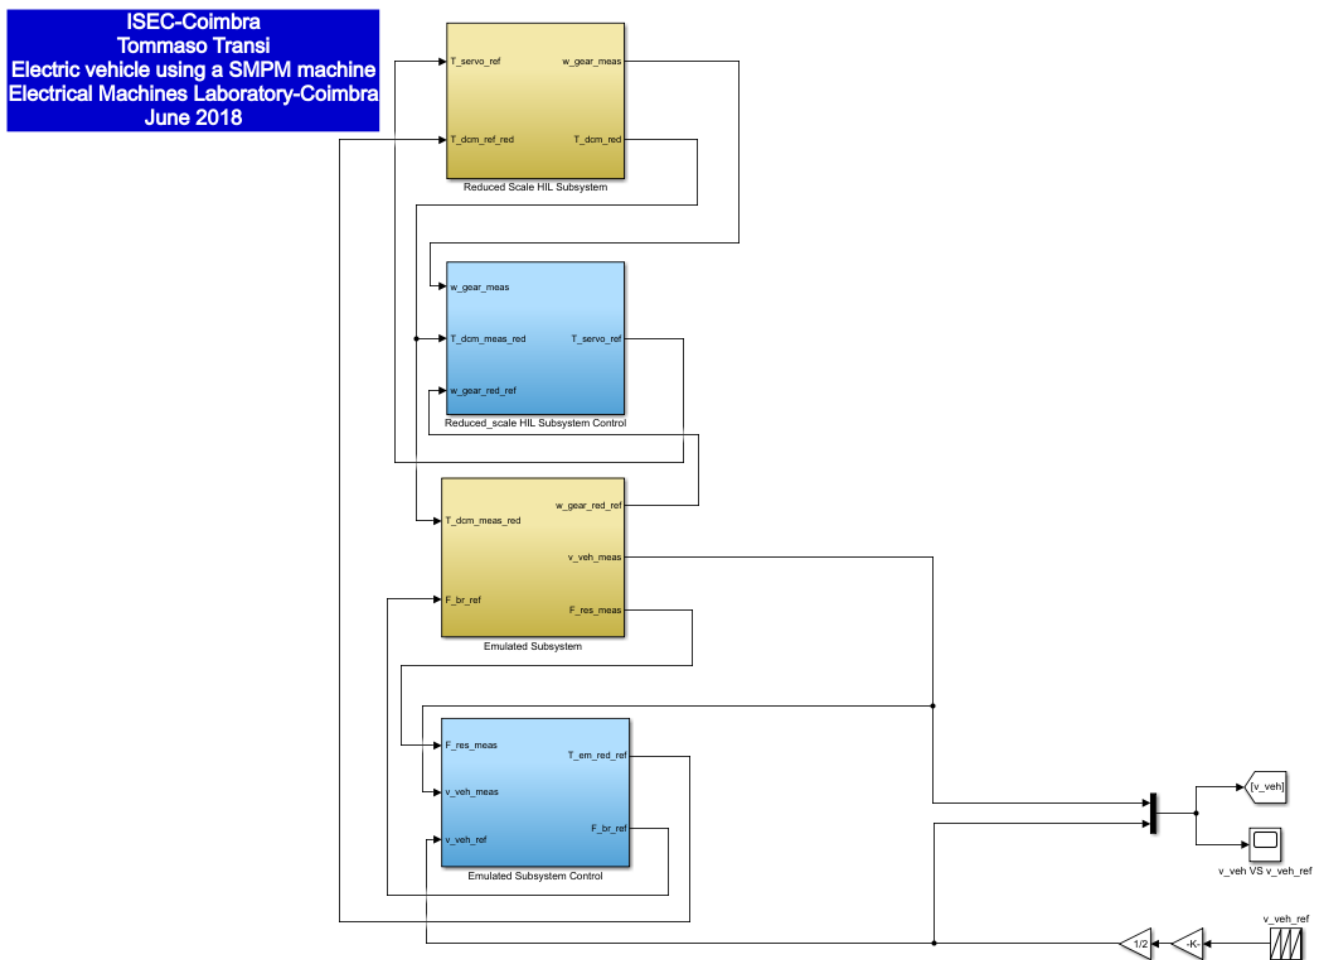 ISEC-Coimbra
Tommaso Transi
Electric vehicle using a SMPM machine
Electrical Machines Laboratory-Coimbra
June 2018
T_servo_ref
w_gear_meas
T_dcm_ref_red
T_dcm_red
Reduced Scale HIL Subsystem
w_gear_meas
T_dcm_meas_red
T_servo_ref
w_gear_red_ref
Reduced_scale HIL Subsystem Control
w_gear_red_ref
T_dcm_meas_red
v_veh_meas
F_br_ref
F_res_meas
Emulated Subsystem
F_res_meas
T_em_red_ref
v_veh_meas
F_br_ref
v_veh_ref
Emulated Subsystem Control
[v_veh]
v_veh VS v_veh_ref
v_veh_ref
1/2
-K-